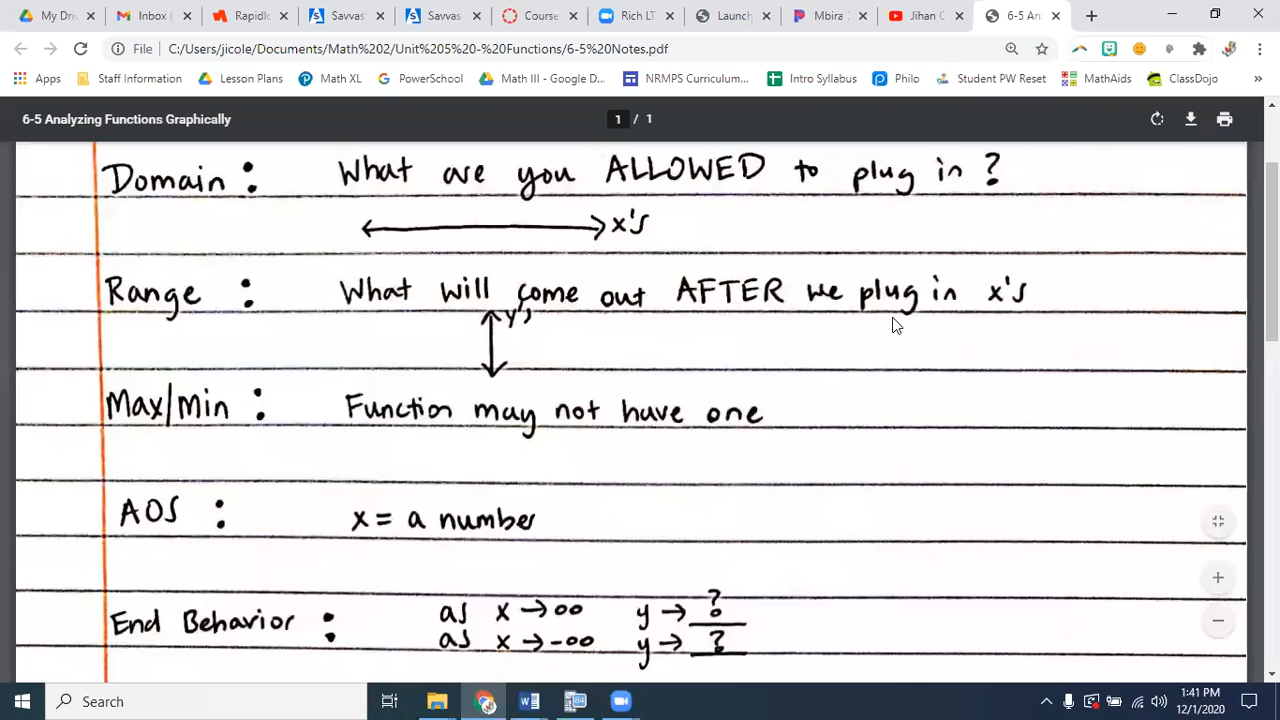 My Driv
Inbox (
Rapidlo
Savvas
Savvas
Course
Rich LT
Launch
Mbira
Jihan C
6-5 An
File
C:/Users/jicole/Documents/Math%202/Unit%205%20-%20Functions/6-5%20Notes.pdf
Apps
Staff Information
Lesson Plans
Math XL
PowerSchool
Math III - Google D...
NRMPS Curriculum...
Intro Syllabus
Philo
Student PW Reset
MathAids
ClassDojo
6-5 Analyzing Functions Graphically
1 / 1
Domain : What are you ALLOWED to plug in ?
x's
Range : What will come out AFTER we plug in x's
y's
Max/Min : Function may not have one
AOS : x = a number
End Behavior : as x → ∞ y → ?
as x → -∞ y → ?
Search
1:41 PM
12/1/2020